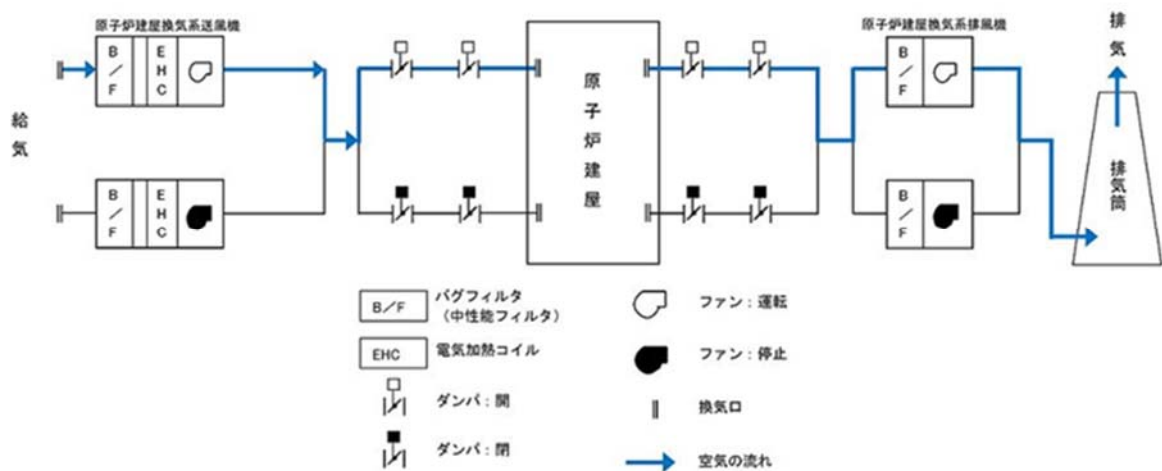 原子炉建屋換気系送風機
B/F
EHC
給気
B/F
EHC
原子炉建屋
原子炉建屋換気系排風機
B/F
B/F
排気
排気筒
B/F
バグフィルタ
(中性能フィルタ)
EHC
電気加熱コイル
ダンパ:開
ダンパ:閉
ファン:運転
ファン:停止
換気口
空気の流れ